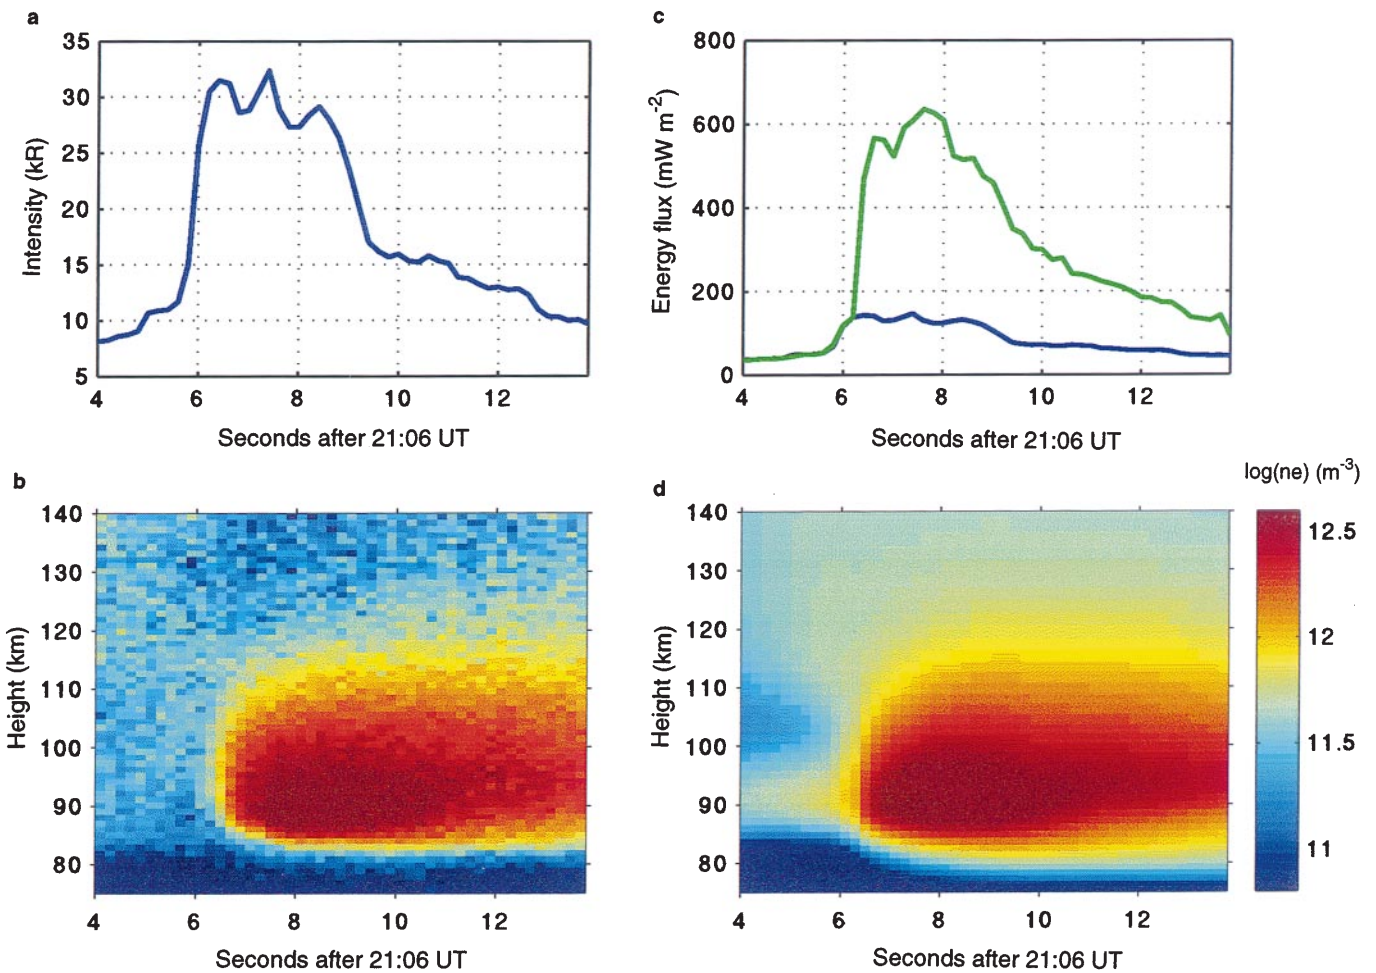 a
35
30
25
20
15
10
5
Intensity (kR)
4 6 8 10 12
Seconds after 21:06 UT
c
800
600
400
200
0
Energy flux (mW m⁻²)
4 6 8 10 12
Seconds after 21:06 UT
b
140
130
120
110
100
90
80
Height (km)
4 6 8 10 12
Seconds after 21:06 UT
d
140
130
120
110
100
90
80
Height (km)
4 6 8 10 12
Seconds after 21:06 UT
log(ne) (m⁻³)
12.5
12
11.5
11